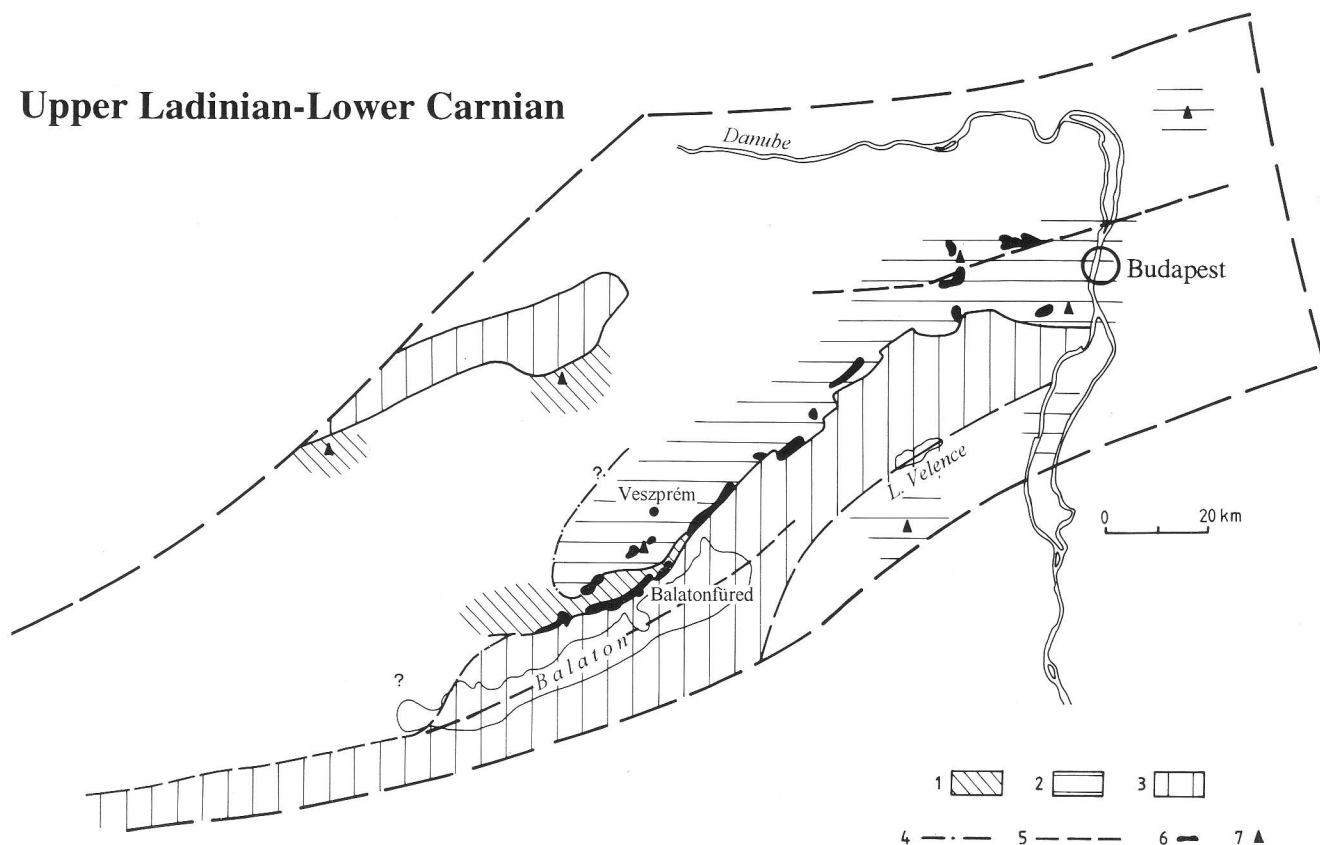 Upper Ladinian-Lower Carnian
Danube
Budapest
L. Velence
?
Veszprém
0 20 km
Balatonfüred
Balaton
?
1 2 3
4 5 6 7